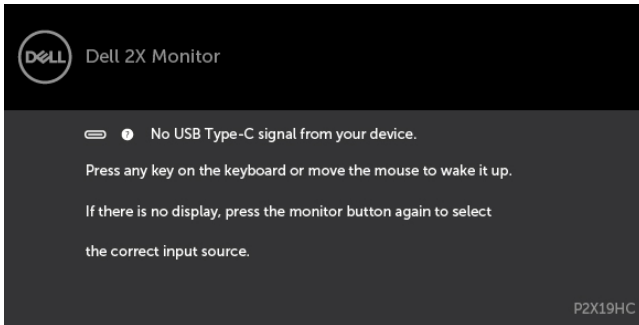 DELL
Dell 2X Monitor
? No USB Type-C signal from your device.
Press any key on the keyboard or move the mouse to wake it up.
If there is no display, press the monitor button again to select
the correct input source.
P2X19HC